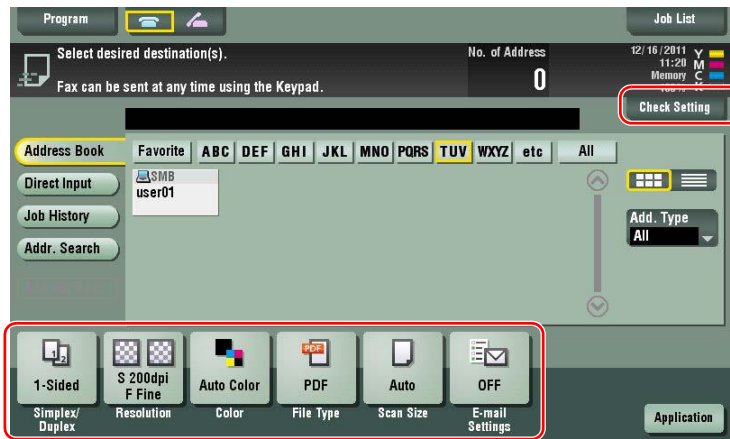 Program
Job List
Select desired destination(s).
Fax can be sent at any time using the Keypad.
No. of Address
0
12/16/2011
11:20
Memory
100%
Y
M
C
K
Check Setting
Address Book
Favorite ABC DEF GHI JKL MNO PQRS TUV WXYZ etc All
Direct Input
Job History
Addr. Search
SMB
user01
Add. Type
All
1-Sided
Simplex/
Duplex
S 200dpi
F Fine
Resolution
Auto Color
Color
PDF
PDF
File Type
Auto
Scan Size
OFF
E-mail
Settings
Application